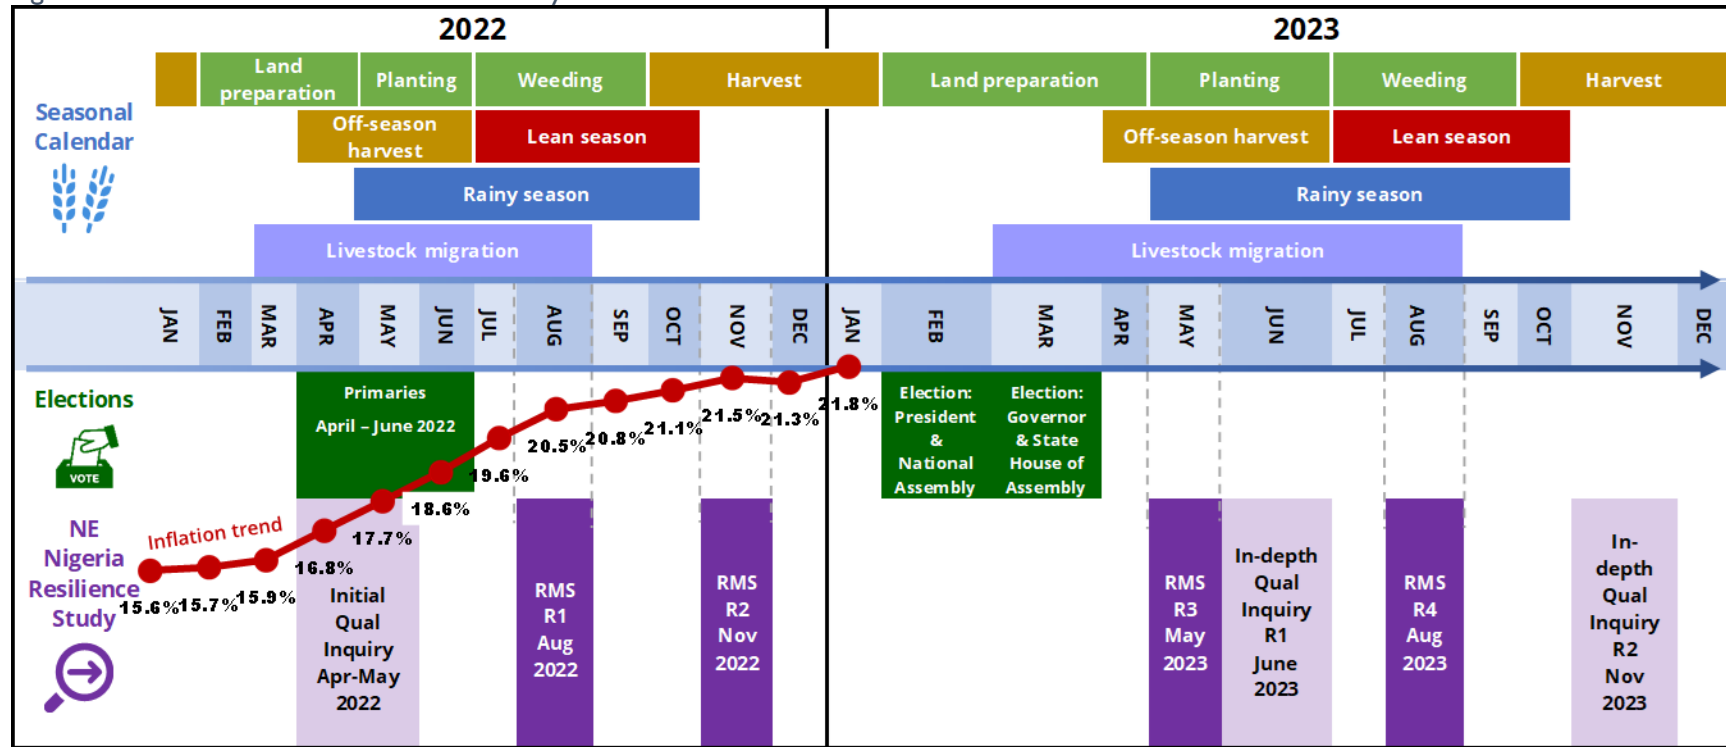 2022
2023
Land
preparation
Planting
Weeding
Harvest
Land preparation
Planting
Weeding
Harvest
Seasonal
Calendar
Off-season
harvest
Lean season
Off-season harvest
Lean season
Rainy season
Rainy season
Livestock migration
Livestock migration
JAN
FEB
MAR
APR
MAY
JUN
JUL
AUG
SEP
OCT
NOV
DEC
JAN
FEB
MAR
APR
MAY
JUN
JUL
AUG
SEP
OCT
NOV
DEC
Elections
VOTE
Primaries
April – June 2022
Election:
President
&
National
Assembly
Election:
Governor
& State
House of
Assembly
NE
Nigeria
Resilience
Study
Inflation trend
15.6%
15.7%
15.9%
16.8%
17.7%
18.6%
19.6%
20.5%
20.8%
21.1%
21.5%
21.3%
21.8%
Initial
Qual
Inquiry
Apr-May
2022
RMS
R1
Aug
2022
RMS
R2
Nov
2022
RMS
R3
May
2023
In-depth
Qual
Inquiry
R1
June
2023
RMS
R4
Aug
2023
In-
depth
Qual
Inquiry
R2
Nov
2023